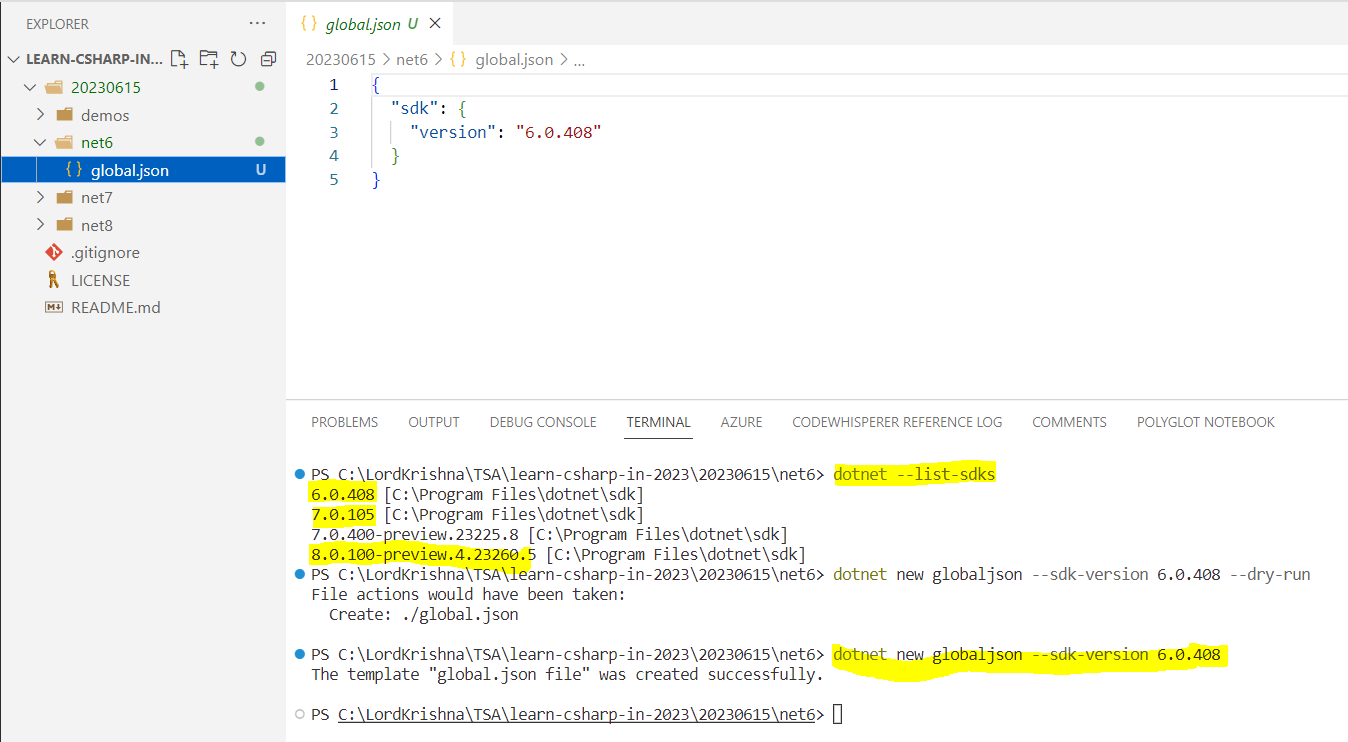 EXPLORER ...
LEARN-CSHARP-IN-...
20230615
demos
net6
global.json U
net7
net8
.gitignore
LICENSE
README.md
{} global.json U
20230615 > net6 > {} global.json > ...
1 {
2 "sdk": {
3 "version": "6.0.408"
4 }
5 }
PROBLEMS OUTPUT DEBUG CONSOLE TERMINAL AZURE CODEWHISPERER REFERENCE LOG COMMENTS POLYGLOT NOTEBOOK
PS C:\LordKrishna\TSA\learn-csharp-in-2023\20230615\net6> dotnet --list-sdks
6.0.408 [C:\Program Files\dotnet\sdk]
7.0.105 [C:\Program Files\dotnet\sdk]
7.0.400-preview.23225.8 [C:\Program Files\dotnet\sdk]
8.0.100-preview.4.23260.5 [C:\Program Files\dotnet\sdk]
PS C:\LordKrishna\TSA\learn-csharp-in-2023\20230615\net6> dotnet new globaljson --sdk-version 6.0.408 --dry-run
File actions would have been taken:
Create: ./global.json
PS C:\LordKrishna\TSA\learn-csharp-in-2023\20230615\net6> dotnet new globaljson --sdk-version 6.0.408
The template "global.json file" was created successfully.
PS C:\LordKrishna\TSA\learn-csharp-in-2023\20230615\net6>